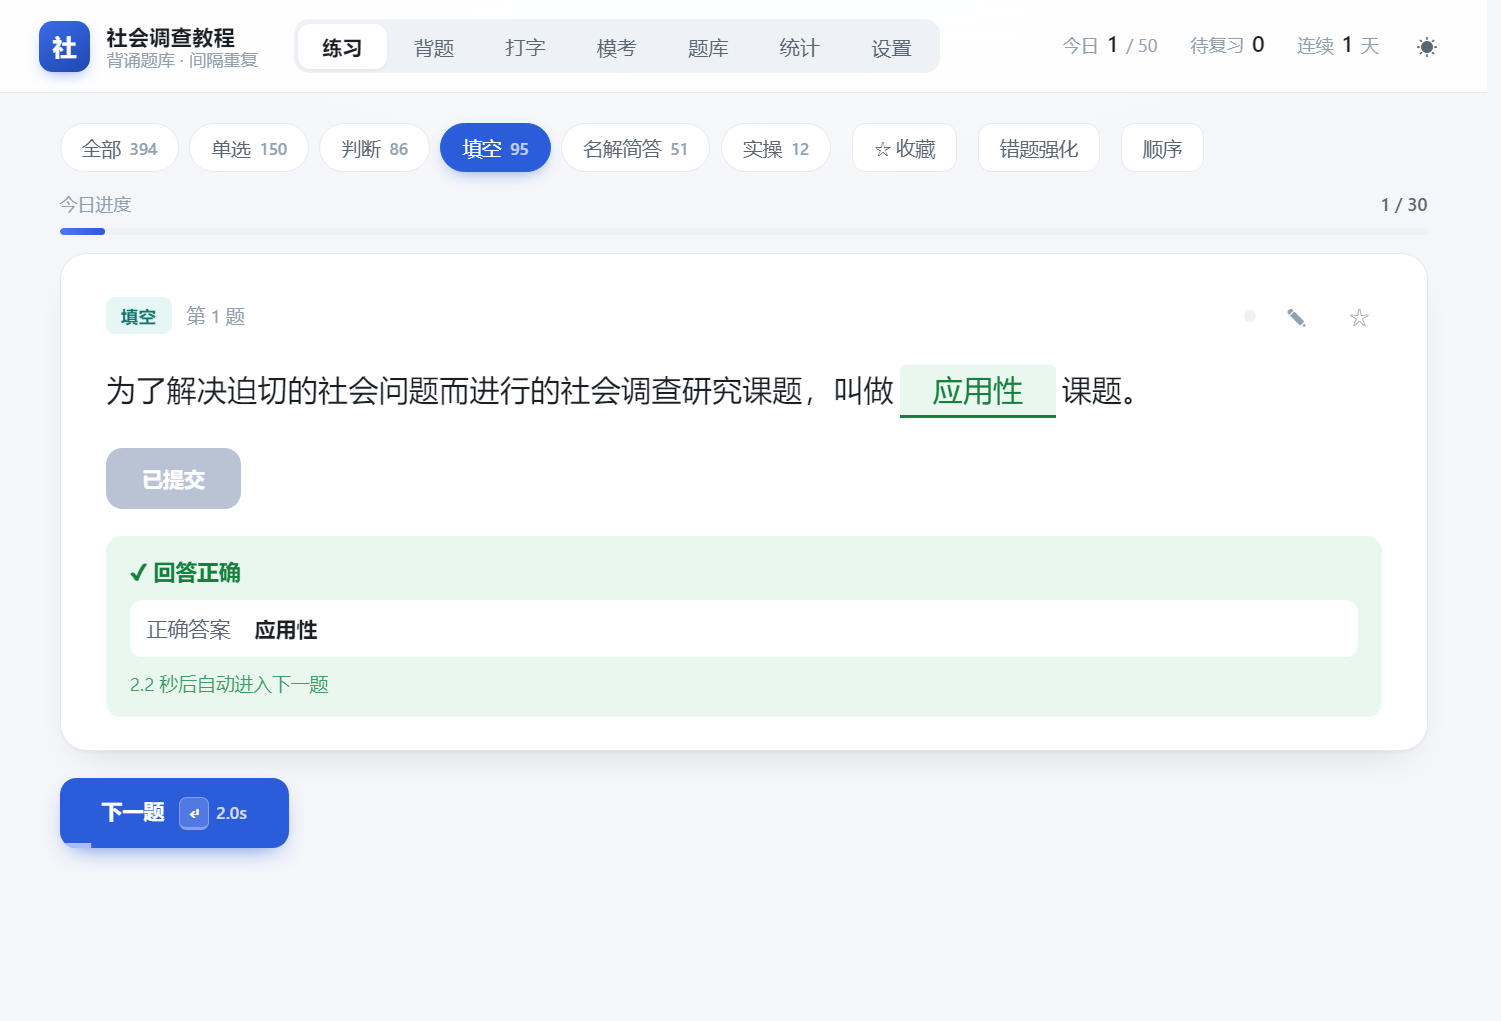 社
社会调查教程
背诵题库 · 间隔重复
练习 背题 打字 模考 题库 统计 设置
今日 1 / 50 待复习 0 连续 1 天
全部 394 单选 150 判断 86 填空 95 名解简答 51 实操 12 ☆ 收藏 错题强化 顺序
今日进度 1 / 30
填空 第 1 题
为了解决迫切的社会问题而进行的社会调查研究课题，叫做 应用性 课题。
已提交
✓ 回答正确
正确答案 应用性
2.2 秒后自动进入下一题
下一题 ↵ 2.0s